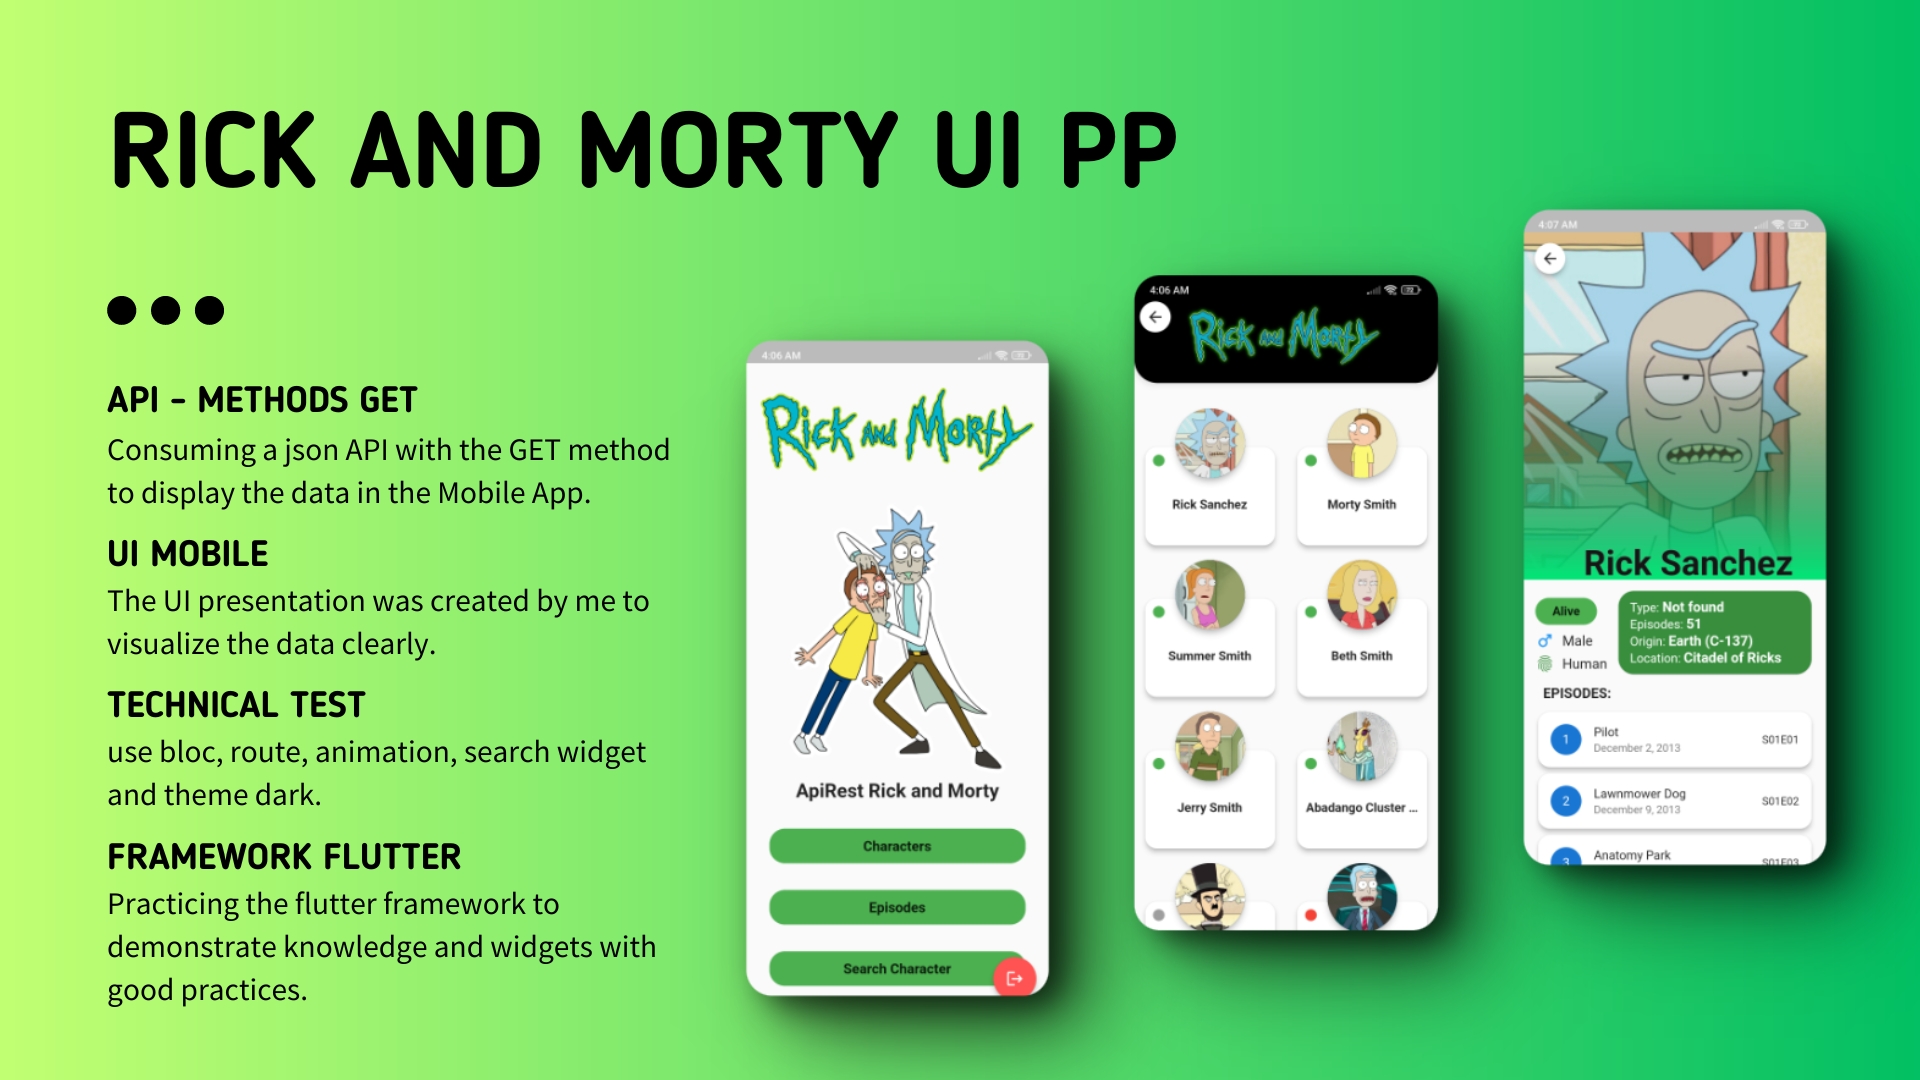 RICK AND MORTY UI PP
API - METHODS GET
Consuming a json API with the GET method
to display the data in the Mobile App.
UI MOBILE
The UI presentation was created by me to
visualize the data clearly.
TECHNICAL TEST
use bloc, route, animation, search widget
and theme dark.
FRAMEWORK FLUTTER
Practicing the flutter framework to
demonstrate knowledge and widgets with
good practices.
4:06 AM
Rick and Morty
ApiRest Rick and Morty
Characters
Episodes
Search Character
4:06 AM
Rick and Morty
Rick Sanchez
Morty Smith
Summer Smith
Beth Smith
Jerry Smith
Abadango Cluster ...
4:07 AM
Rick Sanchez
Alive
Male
Human
Type: Not found
Episodes: 51
Origin: Earth (C-137)
Location: Citadel of Ricks
EPISODES:
1 Pilot S01E01
December 2, 2013
2 Lawnmower Dog S01E02
December 9, 2013
3 Anatomy Park S01E03